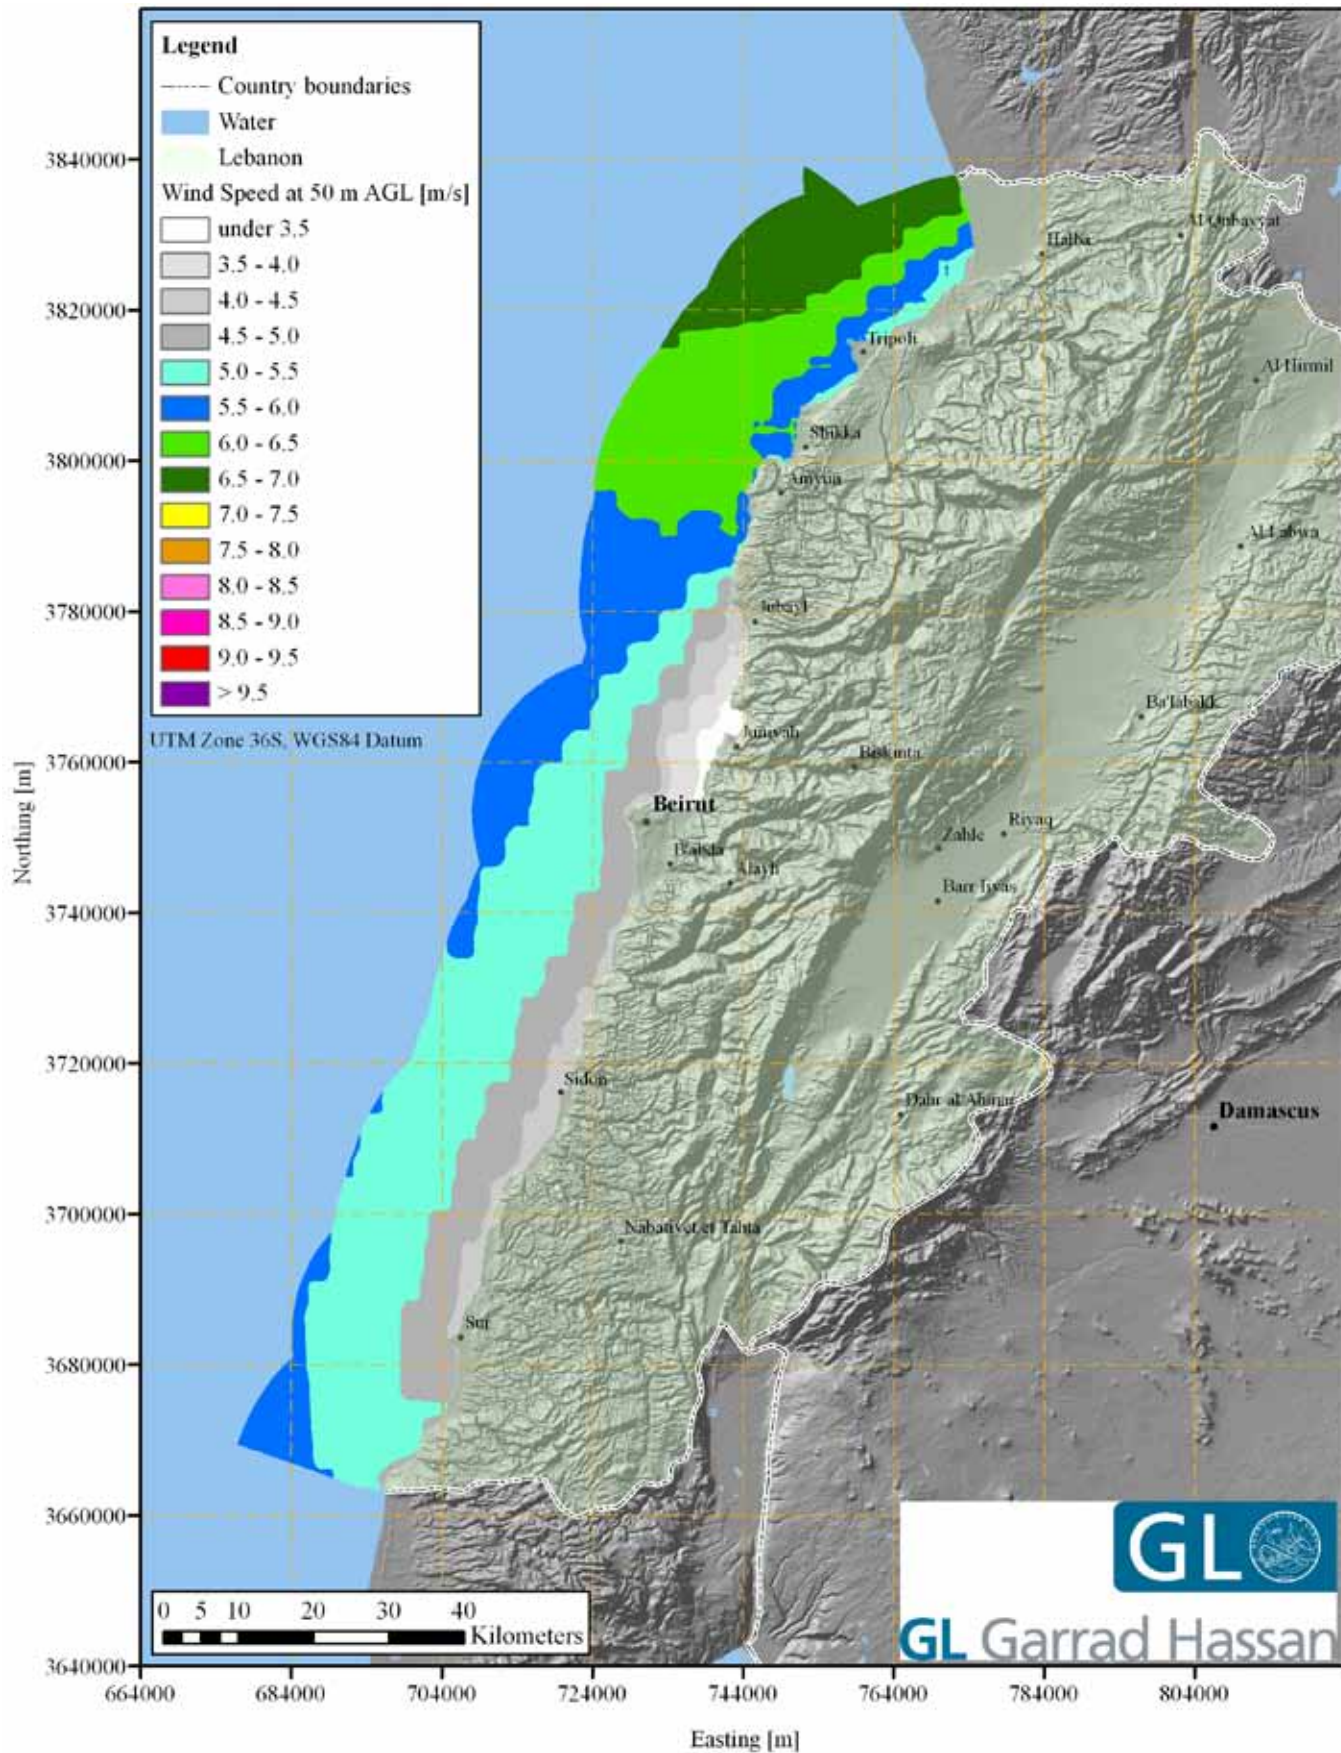 Legend
Country boundaries
Water
Lebanon
Wind Speed at 50 m AGL [m/s]
under 3.5
3.5 - 4.0
4.0 - 4.5
4.5 - 5.0
5.0 - 5.5
5.5 - 6.0
6.0 - 6.5
6.5 - 7.0
7.0 - 7.5
7.5 - 8.0
8.0 - 8.5
8.5 - 9.0
9.0 - 9.5
> 9.5
UTM Zone 36S, WGS84 Datum
Northing [m]
3840000
3820000
3800000
3780000
3760000
3740000
3720000
3700000
3680000
3660000
3640000
Al Qubayyat
Halba
Tripoli
Al Hirmil
Shikka
Amyun
Al Labwa
Jubayl
Ba'labakk
Juniyah
Biskinta
Beirut
Riyaq
Zahle
B'abda
Alayh
Barr Ilyas
Sidon
Dahr al Ahmar
Damascus
Nabatiyet et Tahta
Sur
0 5 10 20 30 40
Kilometers
GL
GL Garrad Hassan
664000 684000 704000 724000 744000 764000 784000 804000
Easting [m]